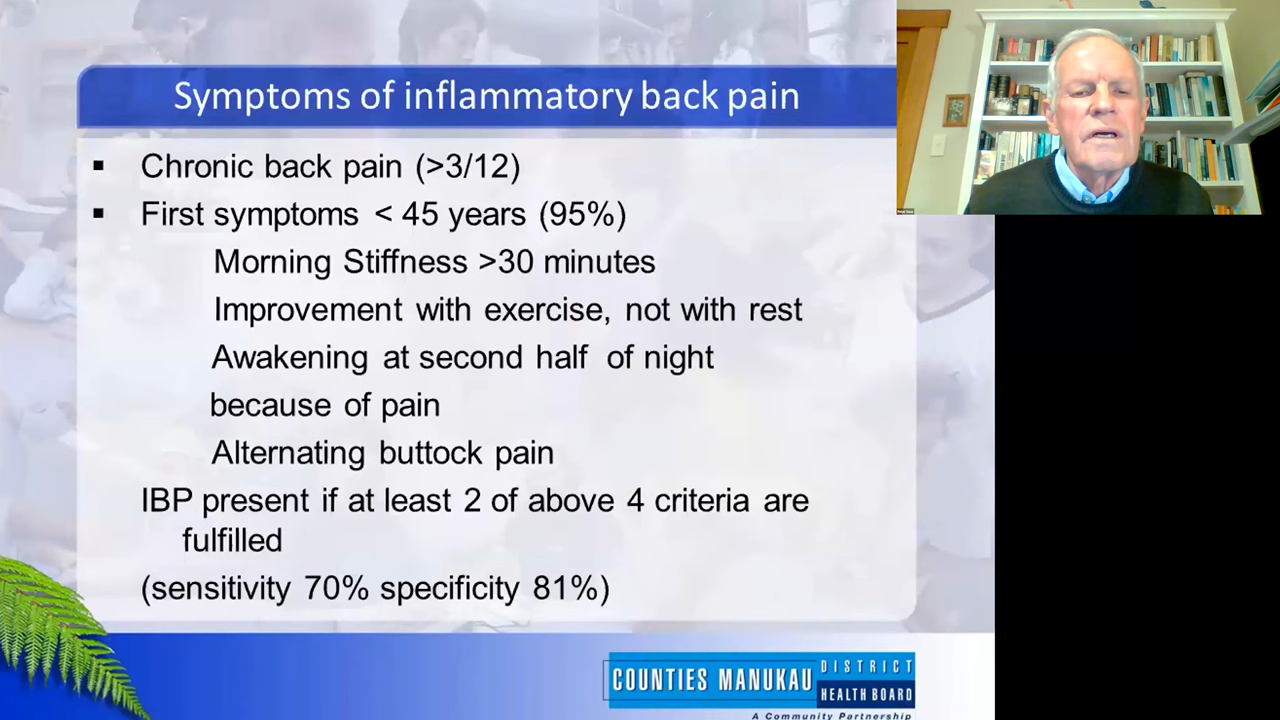 Symptoms of inflammatory back pain
▪ Chronic back pain (>3/12)
▪ First symptoms < 45 years (95%)
Morning Stiffness >30 minutes
Improvement with exercise, not with rest
Awakening at second half of night
because of pain
Alternating buttock pain
IBP present if at least 2 of above 4 criteria are
fulfilled
(sensitivity 70% specificity 81%)
COUNTIES MANUKAU DISTRICT
HEALTH BOARD
A Community Partnership